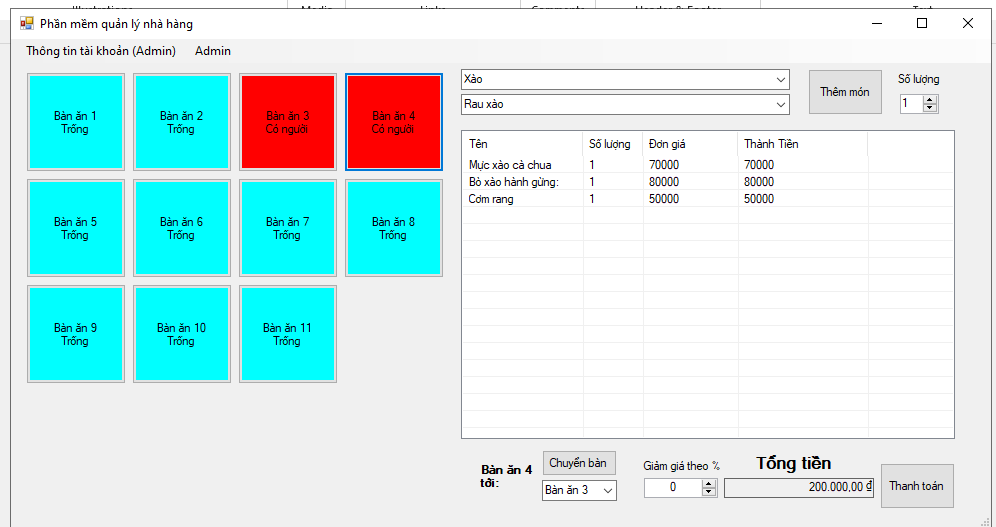 Phần mềm quản lý nhà hàng
Thông tin tài khoản (Admin) Admin
Bàn ăn 1
Trống
Bàn ăn 2
Trống
Bàn ăn 3
Có người
Bàn ăn 4
Có người
Bàn ăn 5
Trống
Bàn ăn 6
Trống
Bàn ăn 7
Trống
Bàn ăn 8
Trống
Bàn ăn 9
Trống
Bàn ăn 10
Trống
Bàn ăn 11
Trống
Xào
Rau xào
Thêm món
Số lượng
1
Tên Số lượng Đơn giá Thành Tiền
Mực xào cà chua 1 70000 70000
Bò xào hành gừng: 1 80000 80000
Cơm rang 1 50000 50000
Bàn ăn 4
tới:
Chuyển bàn
Bàn ăn 3
Giảm giá theo %
0
Tổng tiền
200.000,00 ₫
Thanh toán